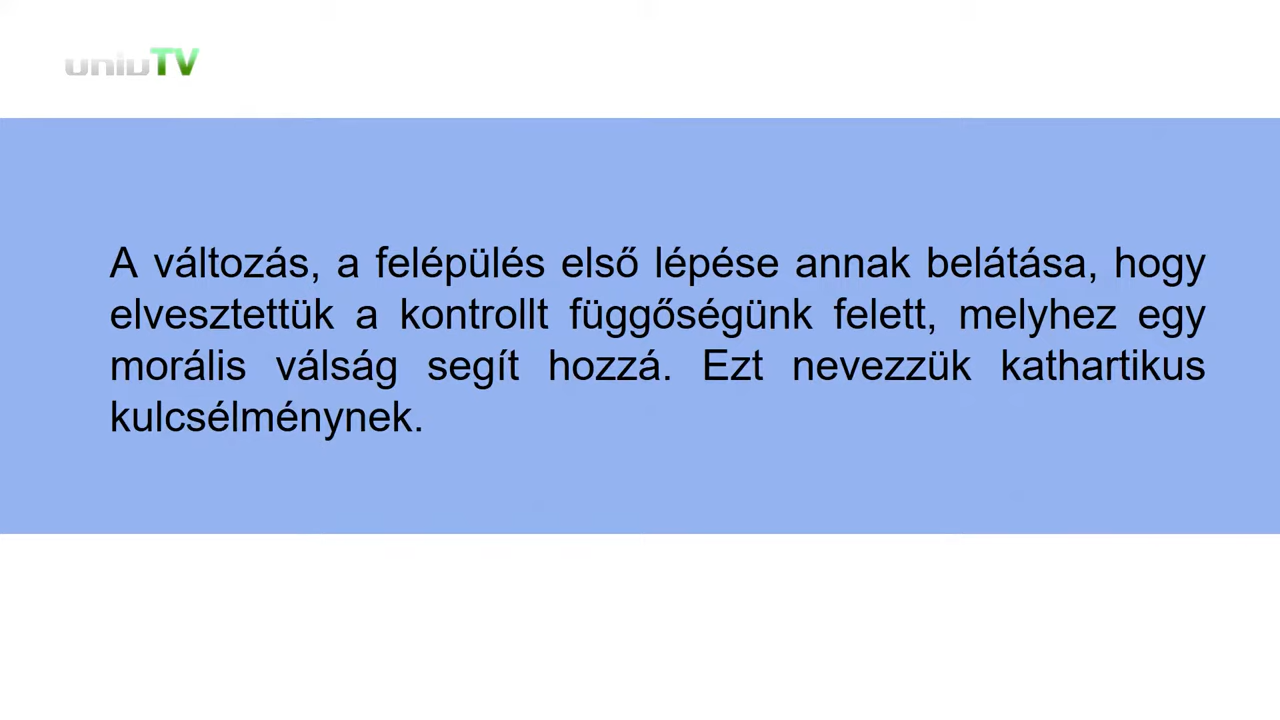 univTV
A változás, a felépülés első lépése annak belátása, hogy
elvesztettük a kontrollt függőségünk felett, melyhez egy
morális válság segít hozzá. Ezt nevezzük kathartikus
kulcsélménynek.